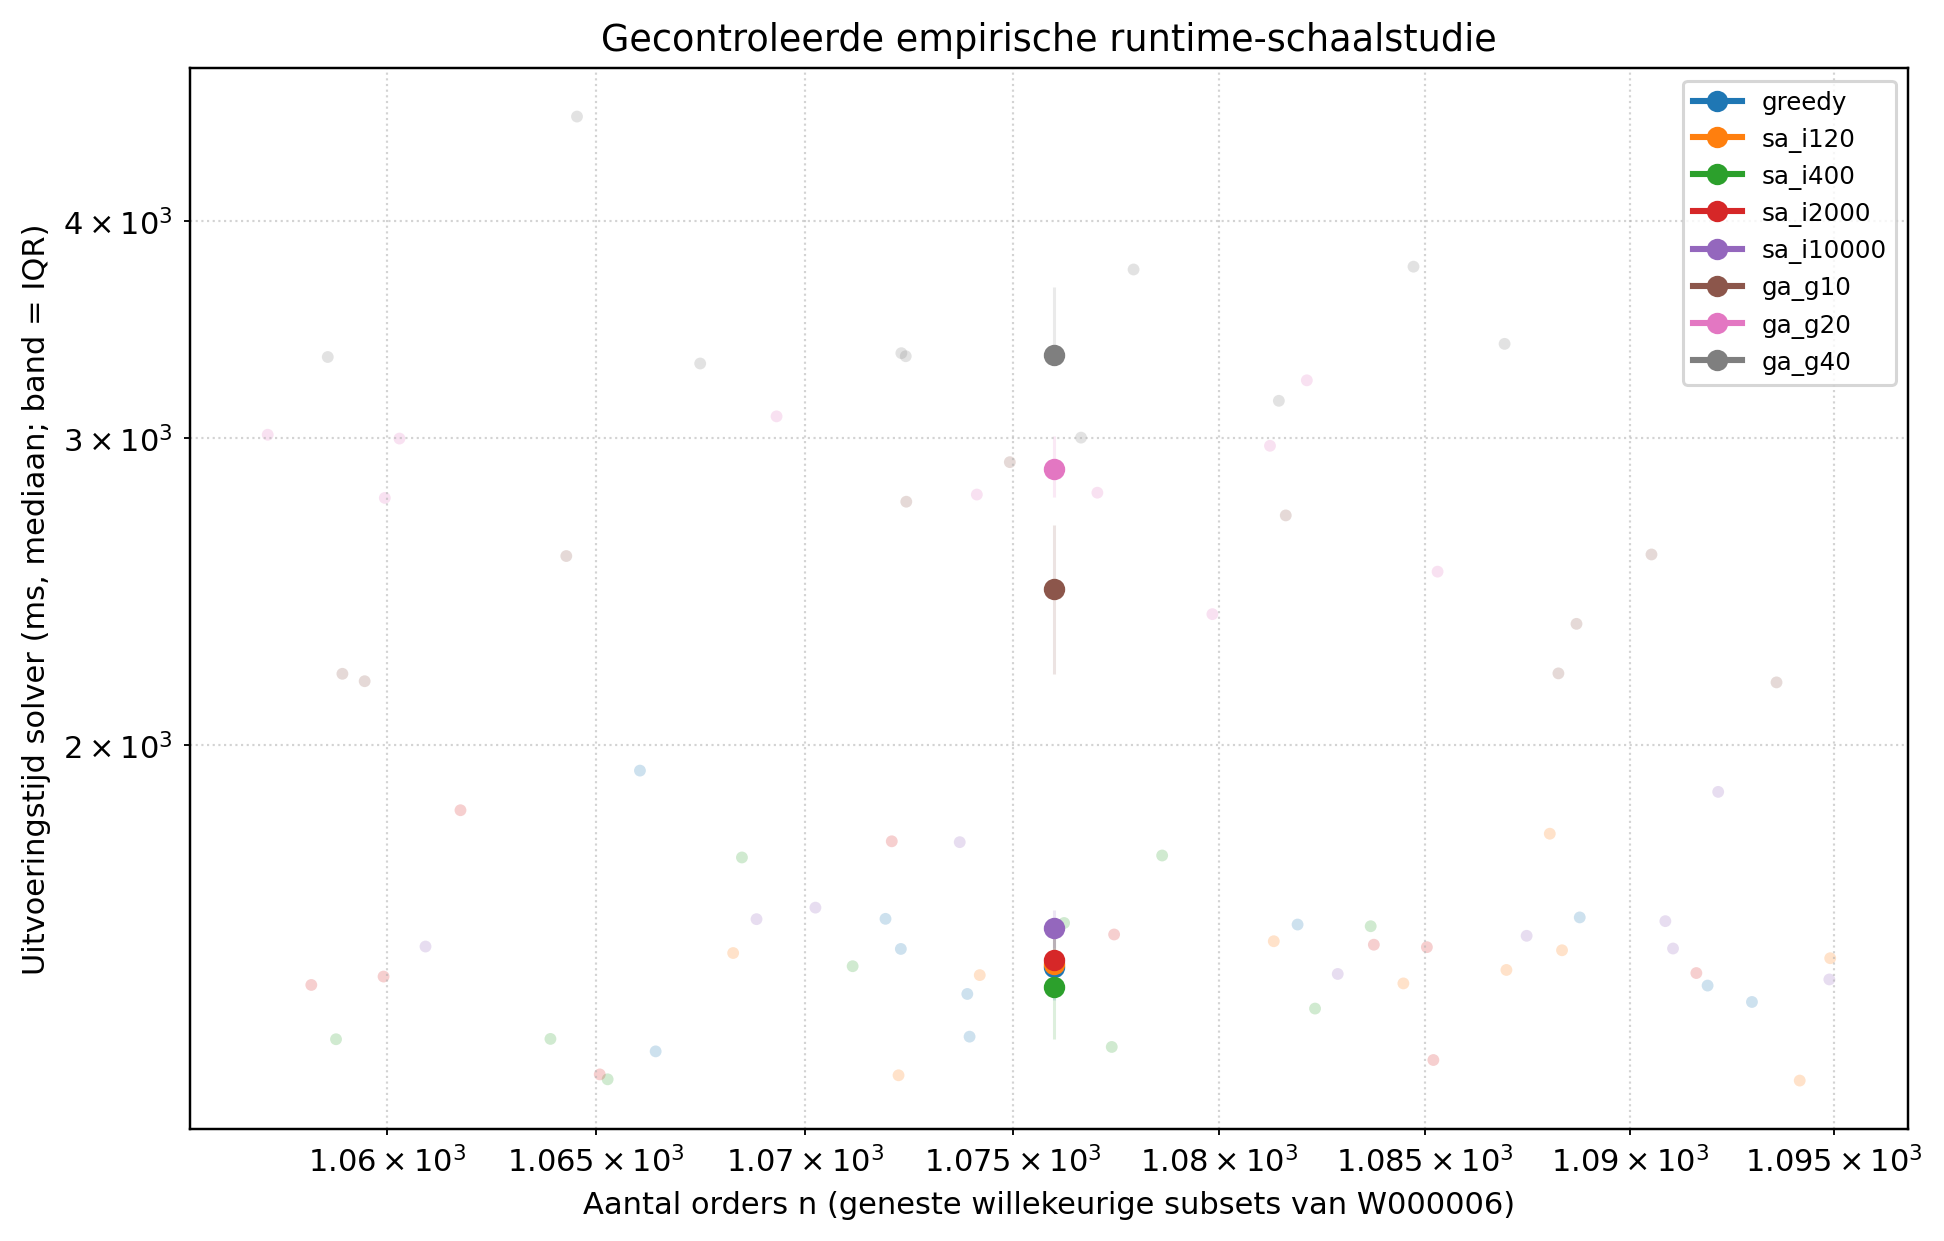 Gecontroleerde empirische runtime-schaalstudie
Uitvoeringstijd solver (ms, mediaan; band = IQR)
4 × 10³
3 × 10³
2 × 10³
greedy
sa_i120
sa_i400
sa_i2000
sa_i10000
ga_g10
ga_g20
ga_g40
1.06 × 10³ 1.065 × 10³ 1.07 × 10³ 1.075 × 10³ 1.08 × 10³ 1.085 × 10³ 1.09 × 10³ 1.095 × 10³
Aantal orders n (geneste willekeurige subsets van W000006)